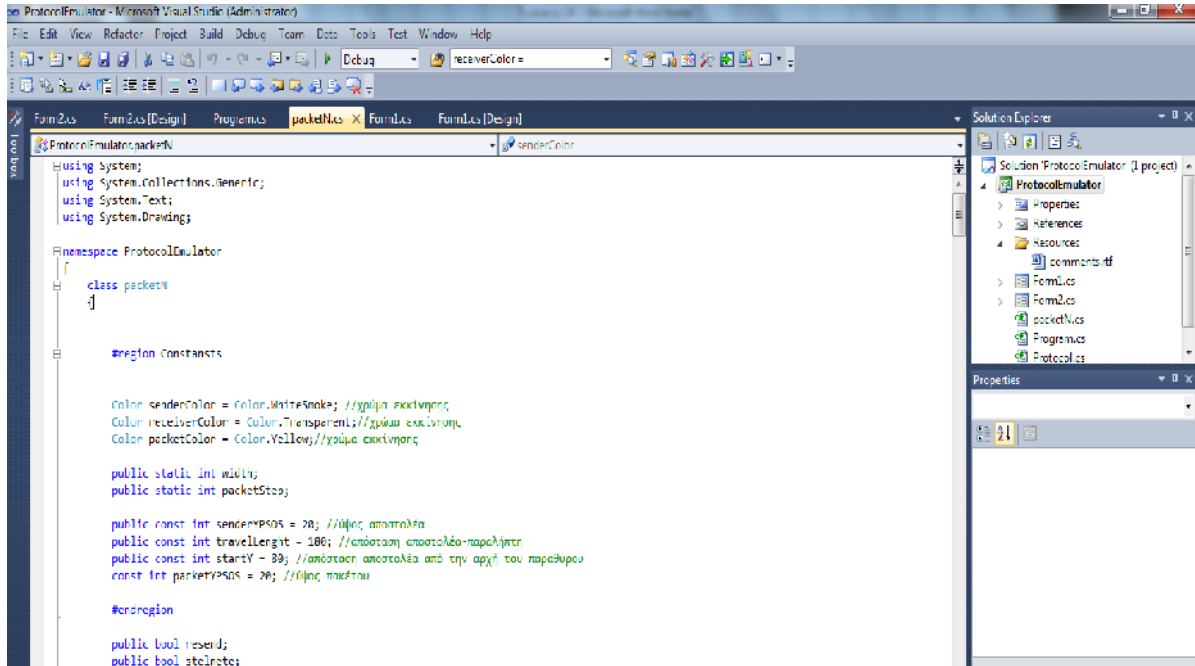 ProtocolEmulator - Microsoft Visual Studio (Administrator)
File Edit View Refactor Project Build Debug Team Data Tools Test Window Help
Debug receiverColor =
Form2.cs Form2.cs [Design] Program.cs packetN.cs X Form1.cs Form1.cs [Design]
Toolbox
ProtocolEmulator.packetN senderColor
using System;
using System.Collections.Generic;
using System.Text;
using System.Drawing;
namespace ProtocolEmulator
{
class packetN
{
#region Constansts
Color senderColor = Color.WhiteSmoke; //χρώμα εκκίνησης
Color receiverColor = Color.Transparent;//χρώμα εκκίνησης
Color packetColor = Color.Yellow;//χρώμα εκκίνησης
public static int width;
public static int packetStep;
public const int senderYPSOS = 20; //ύψος αποστολέα
public const int travelLenght = 180; //απόσταση αποστολέα-παραλήπτη
public const int startY = 80; //απόσταση αποστολέα από την αρχή του παραθύρου
const int packetYPSOS = 20; //ύψος πακέτου
#endregion
public bool resend;
public bool stelnete;
Solution Explorer
Solution 'ProtocolEmulator' (1 project)
ProtocolEmulator
Properties
References
Resources
comments.rtf
Form1.cs
Form2.cs
packetN.cs
Program.cs
Protocol.cs
Properties